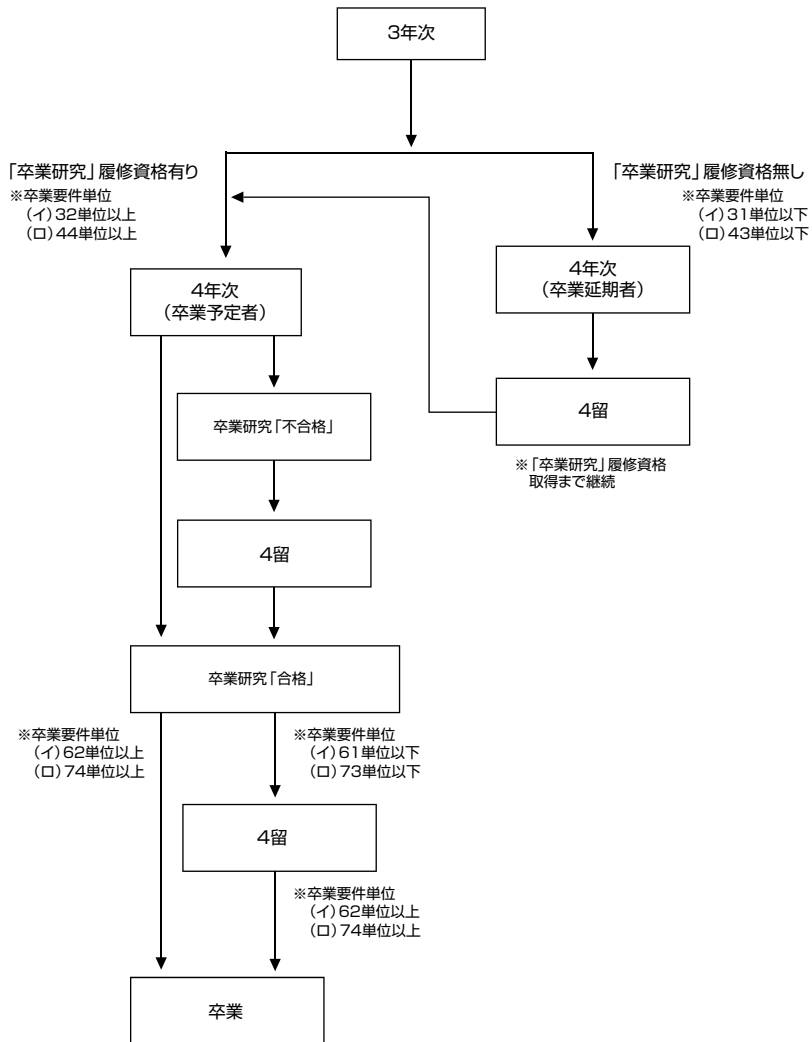 3年次
「卒業研究」履修資格有り
※卒業要件単位
(イ)32単位以上
(ロ)44単位以上
「卒業研究」履修資格無し
※卒業要件単位
(イ)31単位以下
(ロ)43単位以下
4年次
(卒業予定者)
4年次
(卒業延期者)
卒業研究「不合格」
4留
※「卒業研究」履修資格
取得まで継続
4留
卒業研究「合格」
※卒業要件単位
(イ)62単位以上
(ロ)74単位以上
※卒業要件単位
(イ)61単位以下
(ロ)73単位以下
4留
※卒業要件単位
(イ)62単位以上
(ロ)74単位以上
卒業